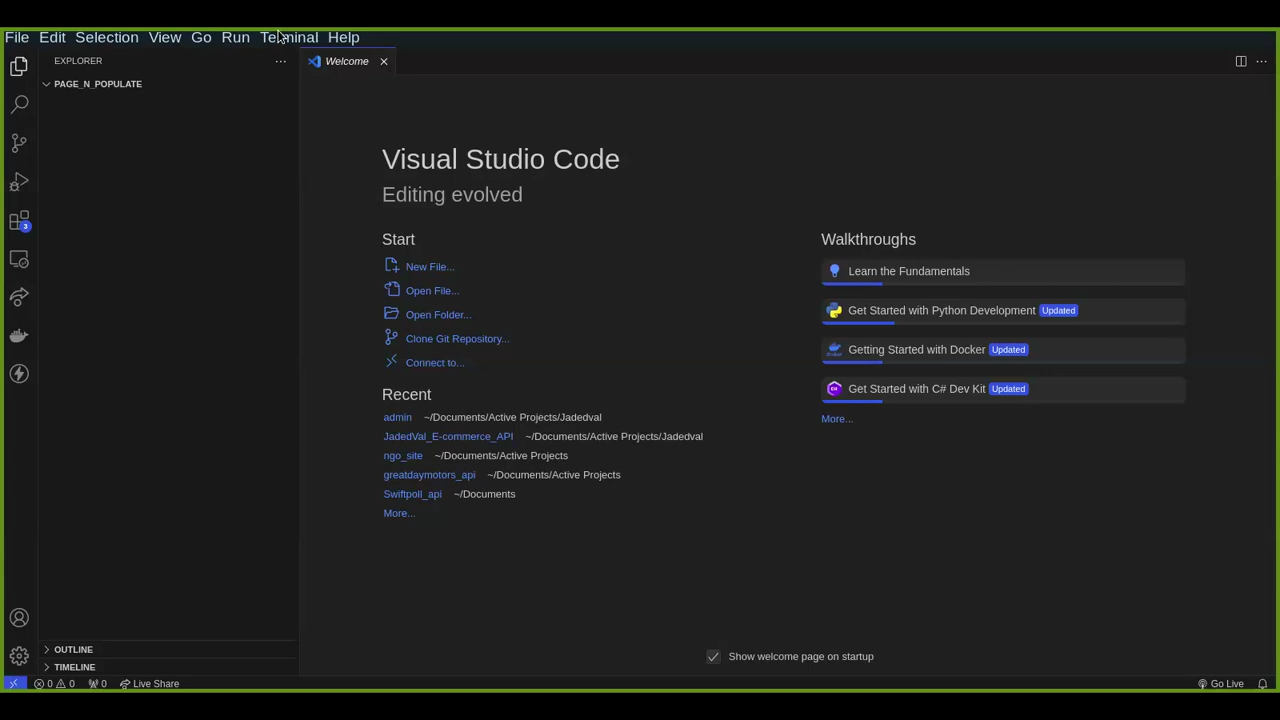 File Edit Selection View Go Run Terminal Help
EXPLORER
PAGE_N_POPULATE
Welcome
Visual Studio Code
Editing evolved
Start
New File...
Open File...
Open Folder...
Clone Git Repository...
Connect to...
Recent
admin ~/Documents/Active Projects/Jadedval
JadedVal_E-commerce_API ~/Documents/Active Projects/Jadedval
ngo_site ~/Documents/Active Projects
greatdaymotors_api ~/Documents/Active Projects
Swiftpoll_api ~/Documents
More...
Walkthroughs
Learn the Fundamentals
Get Started with Python Development Updated
Getting Started with Docker Updated
Get Started with C# Dev Kit Updated
More...
3
OUTLINE
TIMELINE
Show welcome page on startup
0 0 0 Live Share
Go Live